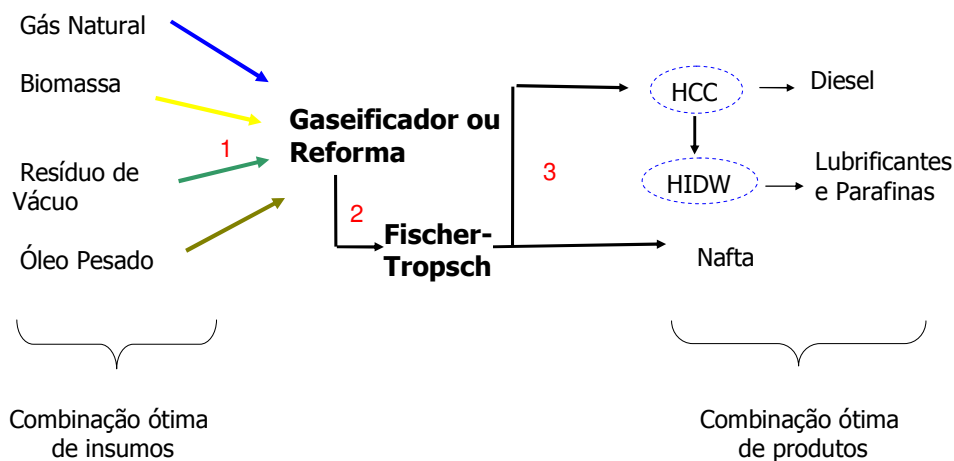 Gás Natural
Biomassa
1
Resíduo de
Vácuo
Óleo Pesado
Gaseificador ou
Reforma
2
Fischer-
Tropsch
3
HCC
Diesel
HIDW
Lubrificantes
e Parafinas
Nafta
Combinação ótima
de insumos
Combinação ótima
de produtos